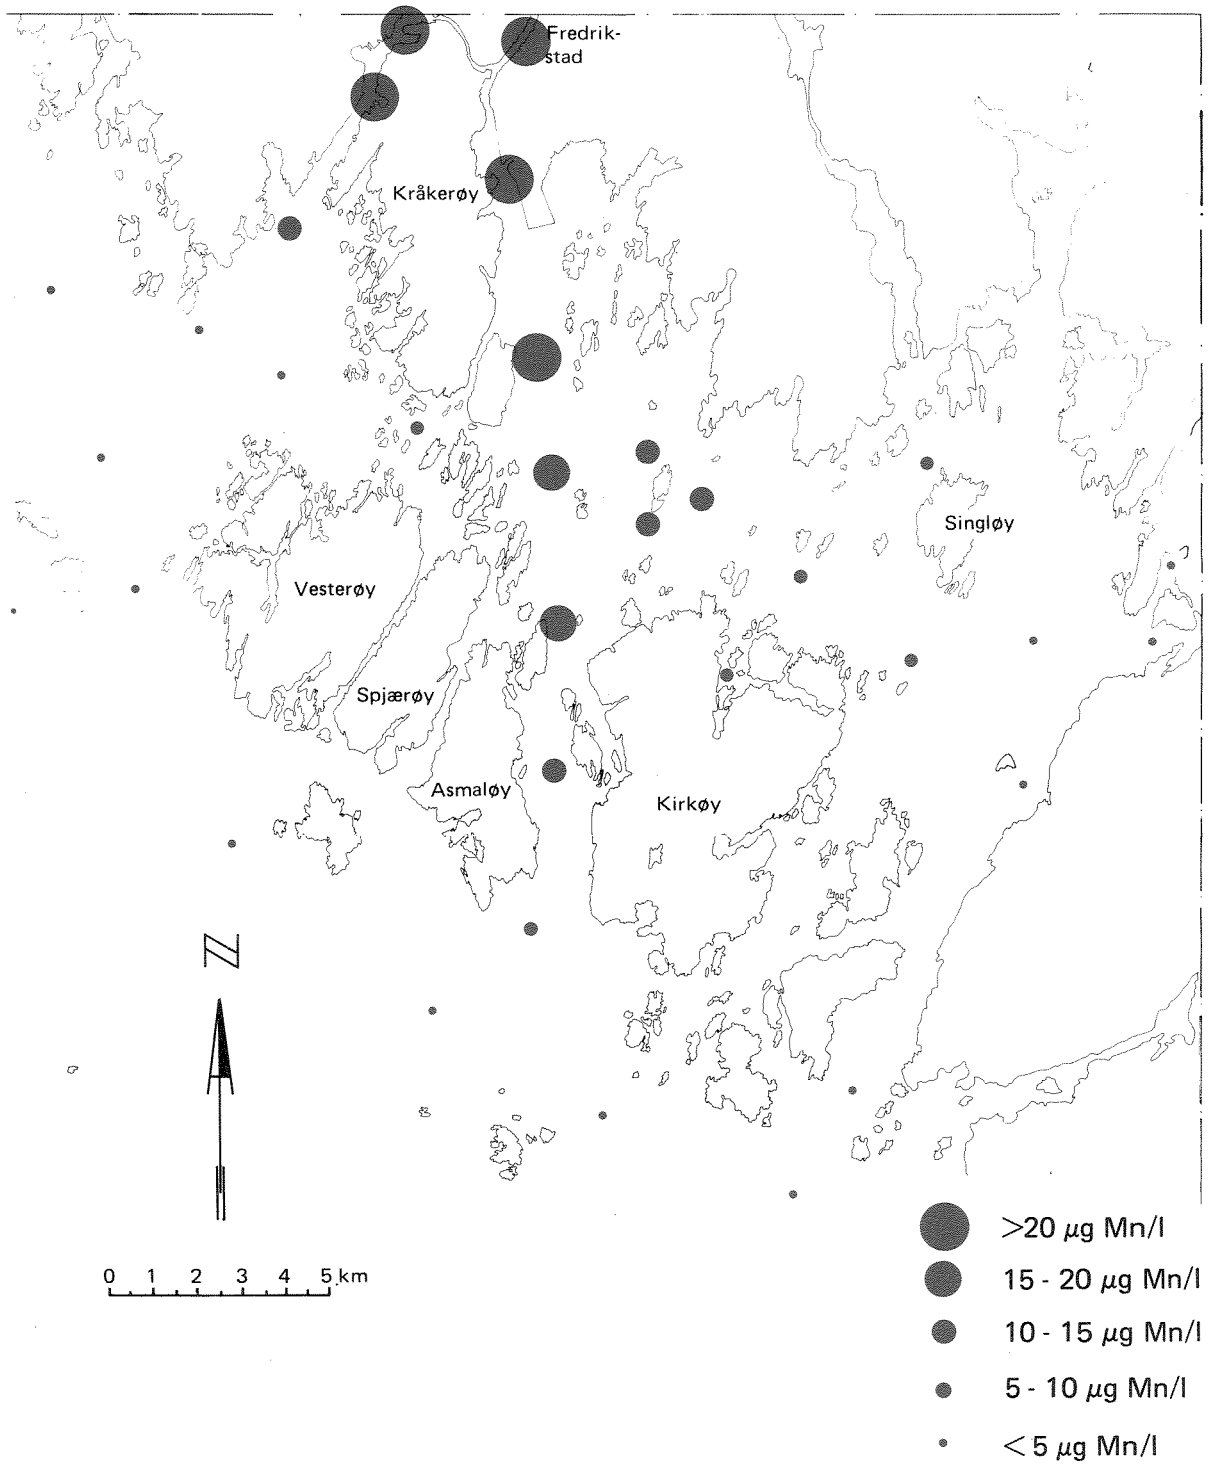 Fredrik-
stad
Kråkerøy
Singløy
Vesterøy
Spjærøy
Asmaløy
Kirkøy
N
0 1 2 3 4 5 km
>20 µg Mn/l
15 - 20 µg Mn/l
10 - 15 µg Mn/l
5 - 10 µg Mn/l
<5 µg Mn/l